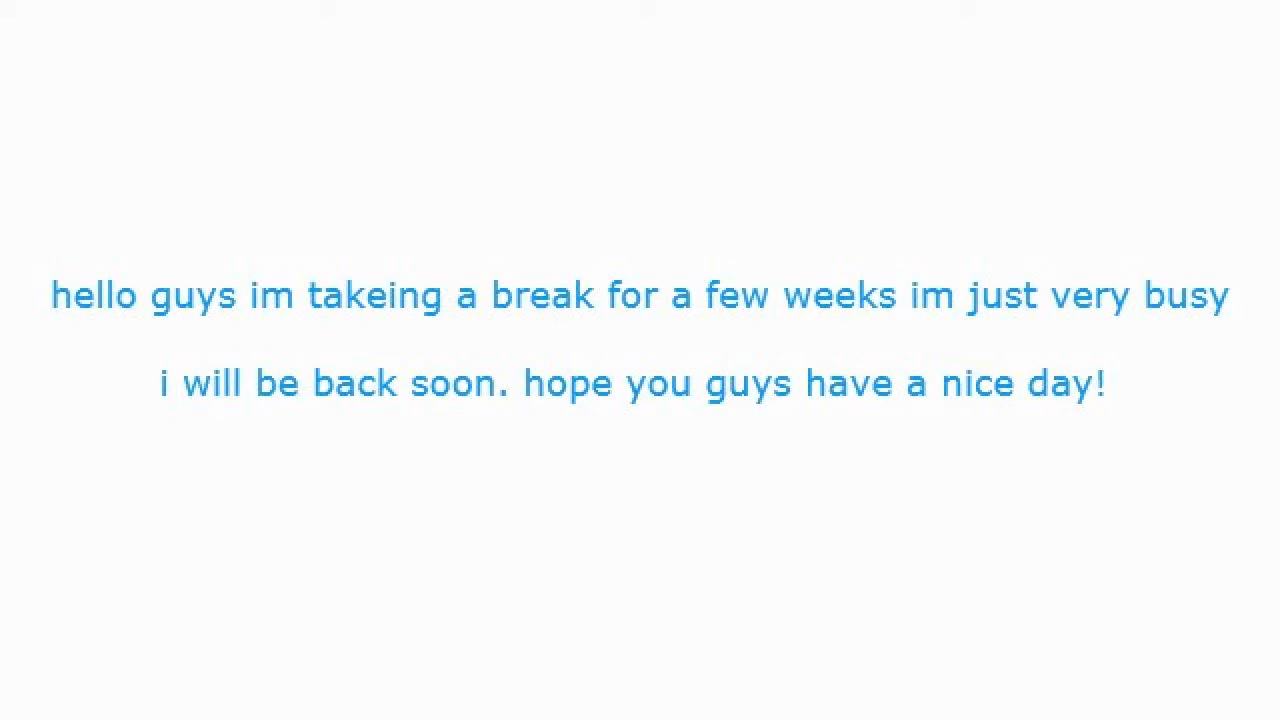 hello guys im takeing a break for a few weeks im just very busy
i will be back soon. hope you guys have a nice day!